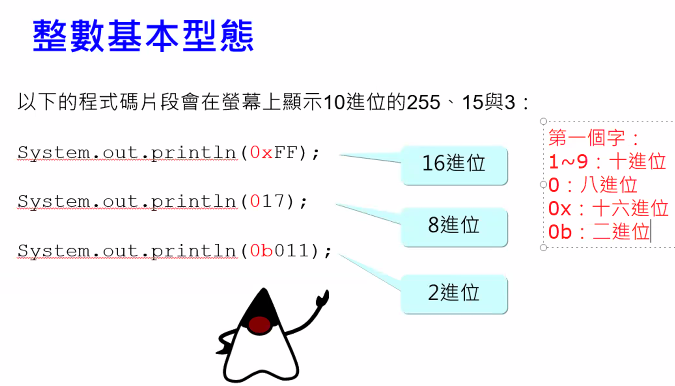 整數基本型態
以下的程式碼片段會在螢幕上顯示10進位的255、15與3：
System.out.println(0xFF);
16進位
System.out.println(017);
8進位
System.out.println(0b011);
2進位
第一個字：
1~9：十進位
0：八進位
0x：十六進位
0b：二進位